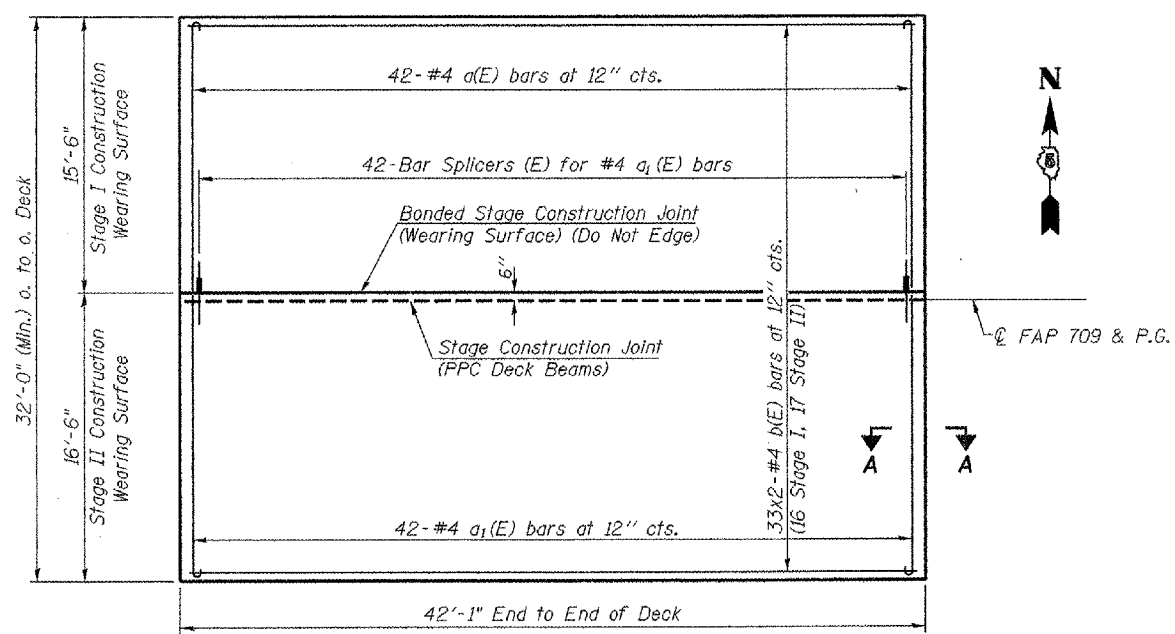 42-#4 a(E) bars at 12" cts.
N
42-Bar Splicers (E) for #4 a₁(E) bars
Bonded Stage Construction Joint
(Wearing Surface) (Do Not Edge)
6"
Stage Construction Joint
(PPC Deck Beams)
℄ FAP 709 & P.G.
32'-0" (Min.) o. to o. Deck
15'-6"
Stage I Construction
Wearing Surface
16'-6"
Stage II Construction
Wearing Surface
33x2-#4 b(E) bars at 12" cts.
(16 Stage I, 17 Stage II)
A
A
42-#4 a₁(E) bars at 12" cts.
42'-1" End to End of Deck